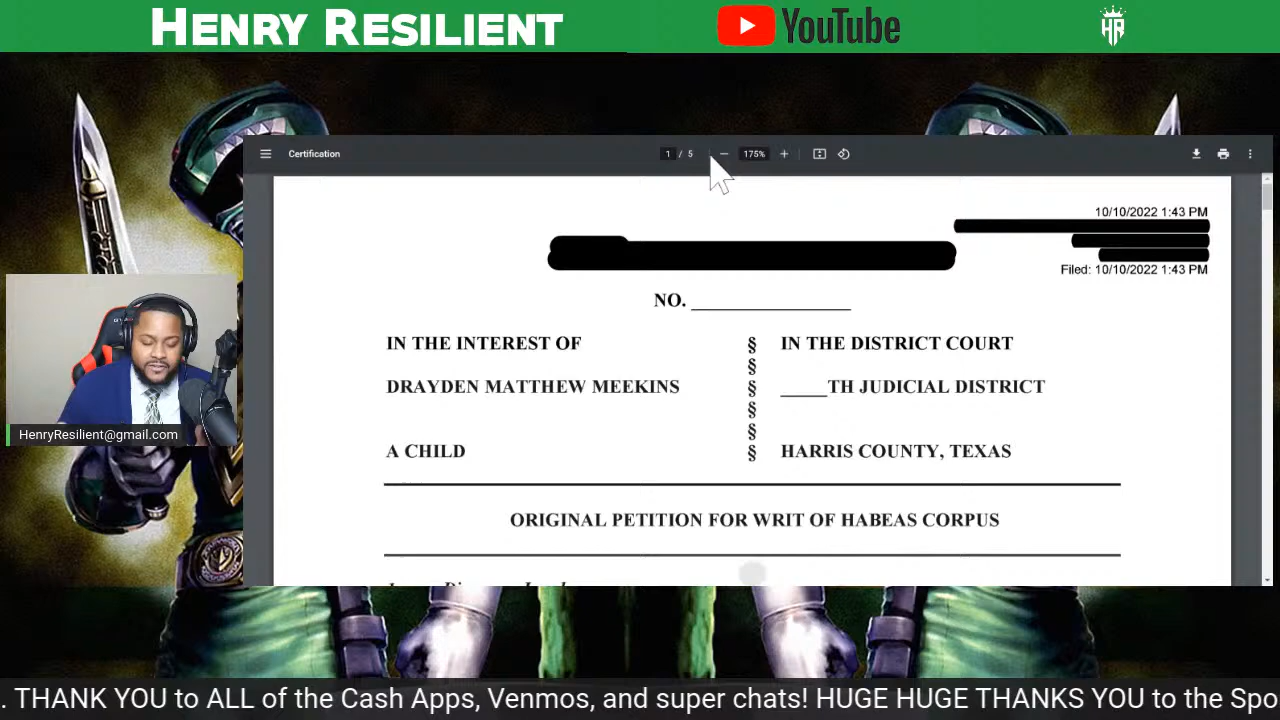 HENRY RESILIENT
YouTube
HR
Certification
1 / 5
175%
10/10/2022 1:43 PM
Filed: 10/10/2022 1:43 PM
NO. ________________
IN THE INTEREST OF
§
IN THE DISTRICT COURT
§
DRAYDEN MATTHEW MEEKINS
§
_____TH JUDICIAL DISTRICT
§
§
A CHILD
§
HARRIS COUNTY, TEXAS
ORIGINAL PETITION FOR WRIT OF HABEAS CORPUS
HenryResilient@gmail.com
. THANK YOU to ALL of the Cash Apps, Venmos, and super chats! HUGE HUGE THANKS YOU to the Spo